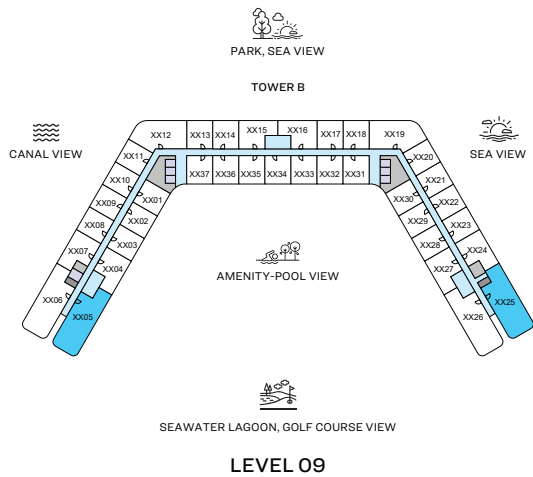 PARK, SEA VIEW
TOWER B
XX12 XX13 XX14 XX15 XX16 XX17 XX18 XX19
CANAL VIEW
SEA VIEW
XX11 XX20
XX37 XX36 XX35 XX34 XX33 XX32 XX31
XX10 XX21
XX01 XX30
XX09 XX22
XX02 XX29
XX08 XX23
XX03 XX28
XX07 XX24
XX04 XX27
AMENITY-POOL VIEW
XX06 XX25
XX05 XX26
SEAWATER LAGOON, GOLF COURSE VIEW
LEVEL 09